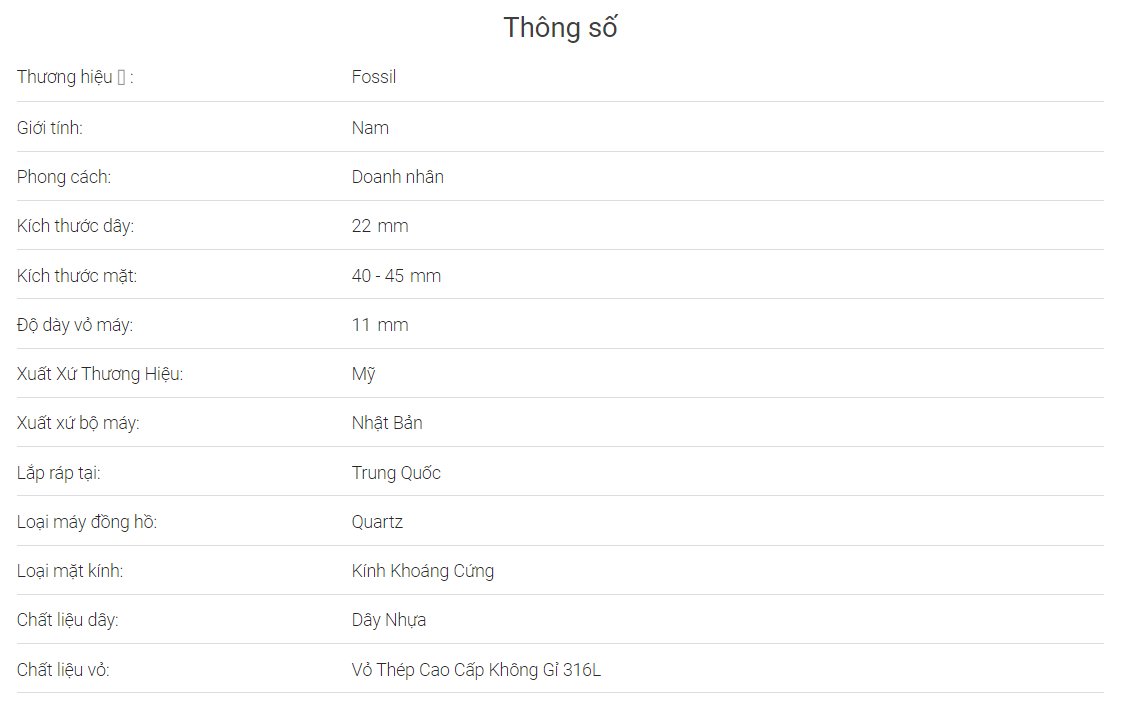 Thông số
Thương hiệu ▯ : Fossil
Giới tính: Nam
Phong cách: Doanh nhân
Kích thước dây: 22 mm
Kích thước mặt: 40 - 45 mm
Độ dày vỏ máy: 11 mm
Xuất Xứ Thương Hiệu: Mỹ
Xuất xứ bộ máy: Nhật Bản
Lắp ráp tại: Trung Quốc
Loại máy đồng hồ: Quartz
Loại mặt kính: Kính Khoáng Cứng
Chất liệu dây: Dây Nhựa
Chất liệu vỏ: Vỏ Thép Cao Cấp Không Gỉ 316L